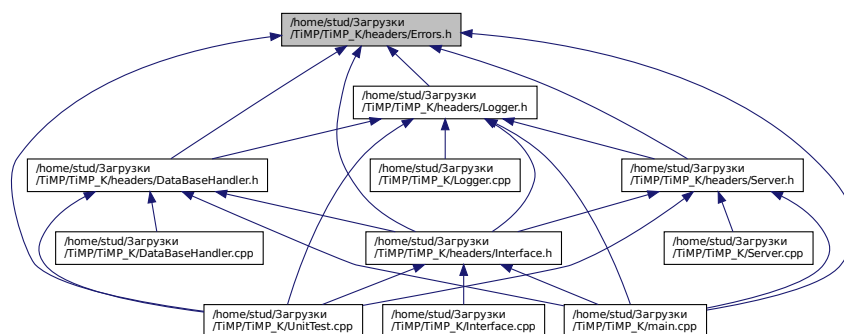 /home/stud/Загрузки
/TiMP/TiMP_K/headers/Errors.h
/home/stud/Загрузки
/TiMP/TiMP_K/headers/Logger.h
/home/stud/Загрузки
/TiMP/TiMP_K/headers/DataBaseHandler.h
/home/stud/Загрузки
/TiMP/TiMP_K/Logger.cpp
/home/stud/Загрузки
/TiMP/TiMP_K/headers/Server.h
/home/stud/Загрузки
/TiMP/TiMP_K/DataBaseHandler.cpp
/home/stud/Загрузки
/TiMP/TiMP_K/headers/Interface.h
/home/stud/Загрузки
/TiMP/TiMP_K/Server.cpp
/home/stud/Загрузки
/TiMP/TiMP_K/UnitTest.cpp
/home/stud/Загрузки
/TiMP/TiMP_K/Interface.cpp
/home/stud/Загрузки
/TiMP/TiMP_K/main.cpp